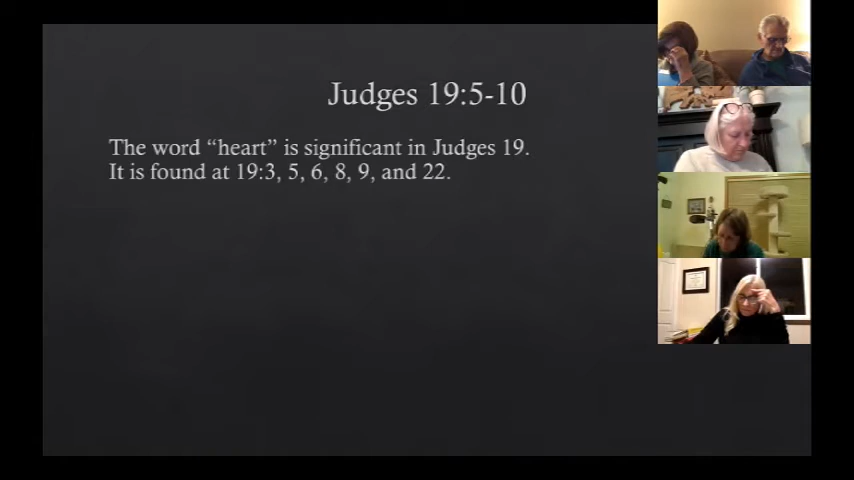 Judges 19:5-10
The word “heart” is significant in Judges 19.
It is found at 19:3, 5, 6, 8, 9, and 22.